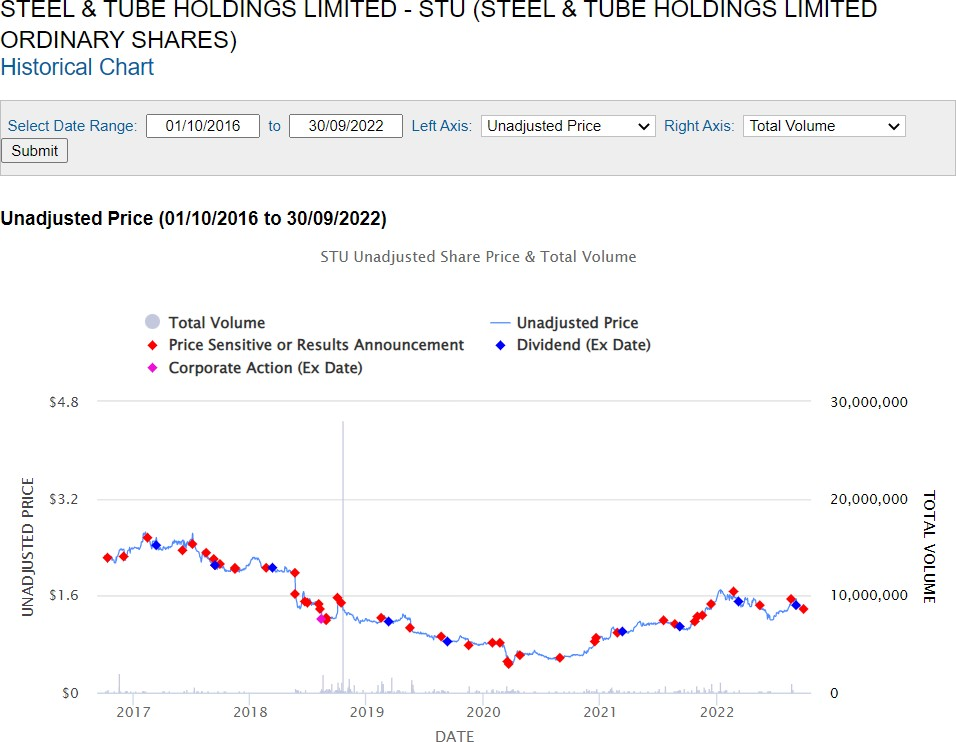 STEEL & TUBE HOLDINGS LIMITED - STU (STEEL & TUBE HOLDINGS LIMITED
ORDINARY SHARES)
Historical Chart
Select Date Range: 01/10/2016 to 30/09/2022 Left Axis: Unadjusted Price Right Axis: Total Volume
Submit
Unadjusted Price (01/10/2016 to 30/09/2022)
STU Unadjusted Share Price & Total Volume
Total Volume Unadjusted Price
Price Sensitive or Results Announcement Dividend (Ex Date)
Corporate Action (Ex Date)
$4.8 30,000,000
$3.2 20,000,000
$1.6 10,000,000
$0 0
UNADJUSTED PRICE
TOTAL VOLUME
2017 2018 2019 2020 2021 2022
DATE